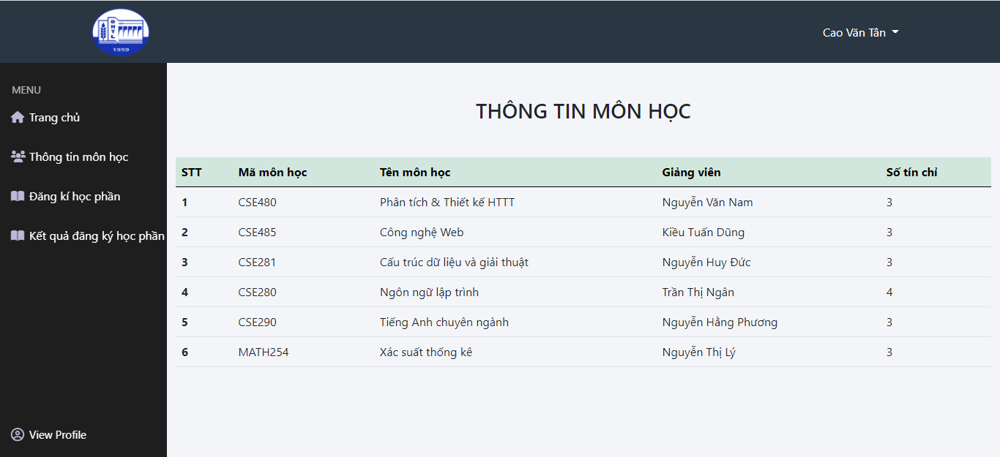 ĐHTL
1959
Cao Văn Tân
MENU
Trang chủ
Thông tin môn học
Đăng kí học phần
Kết quả đăng ký học phần
View Profile
THÔNG TIN MÔN HỌC
STT Mã môn học Tên môn học Giảng viên Số tín chỉ
1 CSE480 Phân tích & Thiết kế HTTT Nguyễn Văn Nam 3
2 CSE485 Công nghệ Web Kiều Tuấn Dũng 3
3 CSE281 Cấu trúc dữ liệu và giải thuật Nguyễn Huy Đức 3
4 CSE280 Ngôn ngữ lập trình Trần Thị Ngân 4
5 CSE290 Tiếng Anh chuyên ngành Nguyễn Hằng Phương 3
6 MATH254 Xác suất thống kê Nguyễn Thị Lý 3